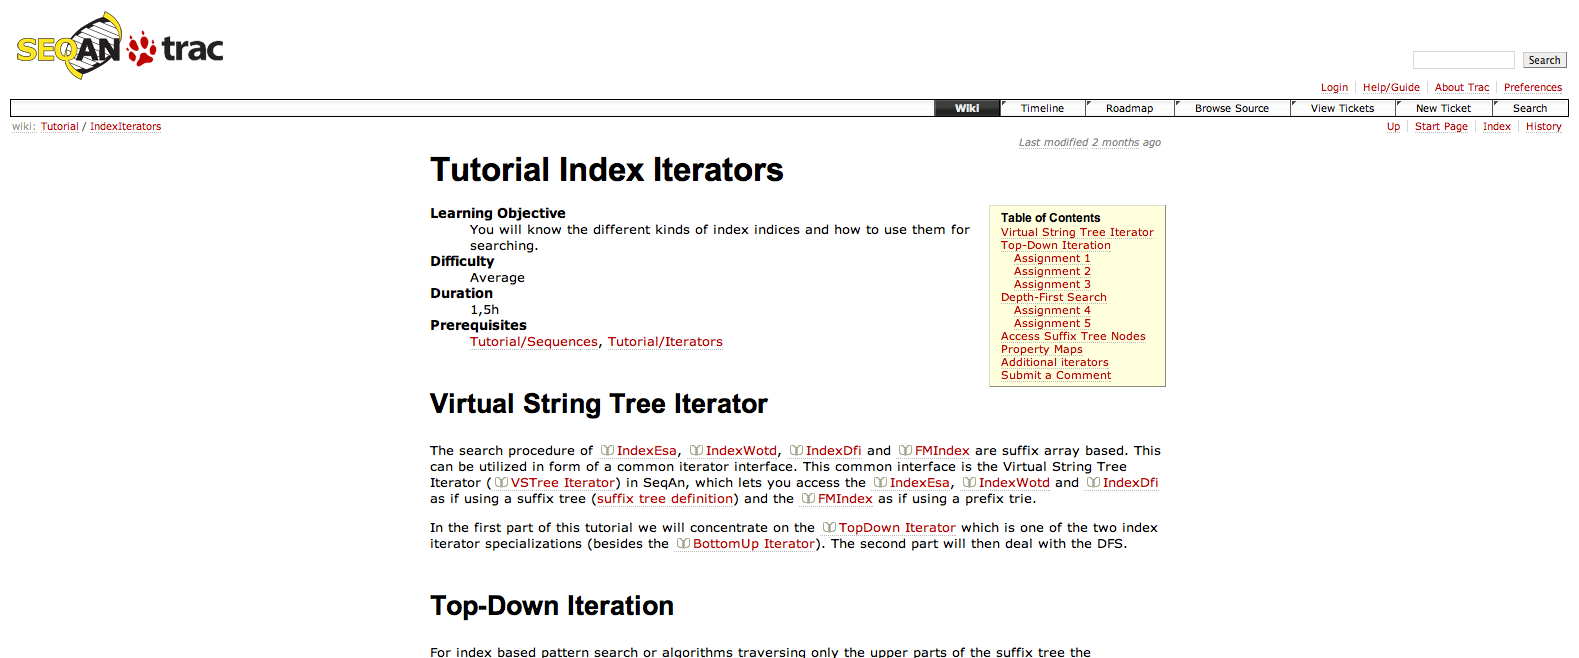 SEQAN trac
Search
Login Help/Guide About Trac Preferences
Wiki Timeline Roadmap Browse Source View Tickets New Ticket Search
wiki: Tutorial / IndexIterators
Up Start Page Index History
Last modified 2 months ago
Tutorial Index Iterators
Learning Objective
You will know the different kinds of index indices and how to use them for
searching.
Difficulty
Average
Duration
1,5h
Prerequisites
Tutorial/Sequences, Tutorial/Iterators
Table of Contents
Virtual String Tree Iterator
Top-Down Iteration
Assignment 1
Assignment 2
Assignment 3
Depth-First Search
Assignment 4
Assignment 5
Access Suffix Tree Nodes
Property Maps
Additional iterators
Submit a Comment
Virtual String Tree Iterator
The search procedure of IndexEsa, IndexWotd, IndexDfi and FMIndex are suffix array based. This
can be utilized in form of a common iterator interface. This common interface is the Virtual String Tree
Iterator (VSTree Iterator) in SeqAn, which lets you access the IndexEsa, IndexWotd and IndexDfi
as if using a suffix tree (suffix tree definition) and the FMIndex as if using a prefix trie.
In the first part of this tutorial we will concentrate on the TopDown Iterator which is one of the two index
iterator specializations (besides the BottomUp Iterator). The second part will then deal with the DFS.
Top-Down Iteration
For index based pattern search or algorithms traversing only the upper parts of the suffix tree the